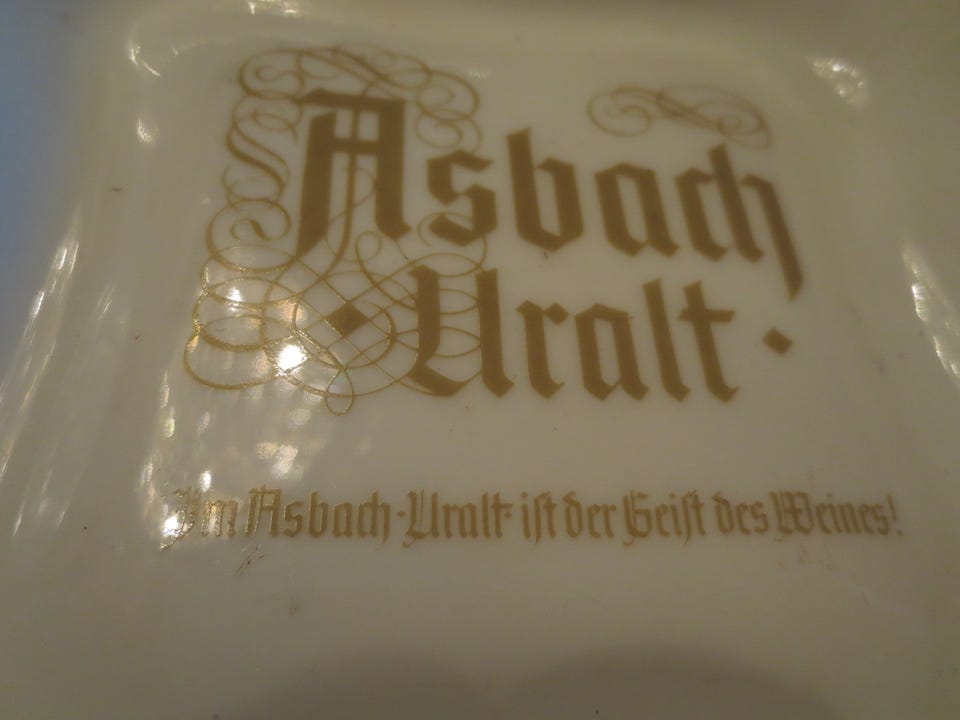 Asbach
· Uralt ·
Im Asbach-Uralt ist der Geist des Weines!